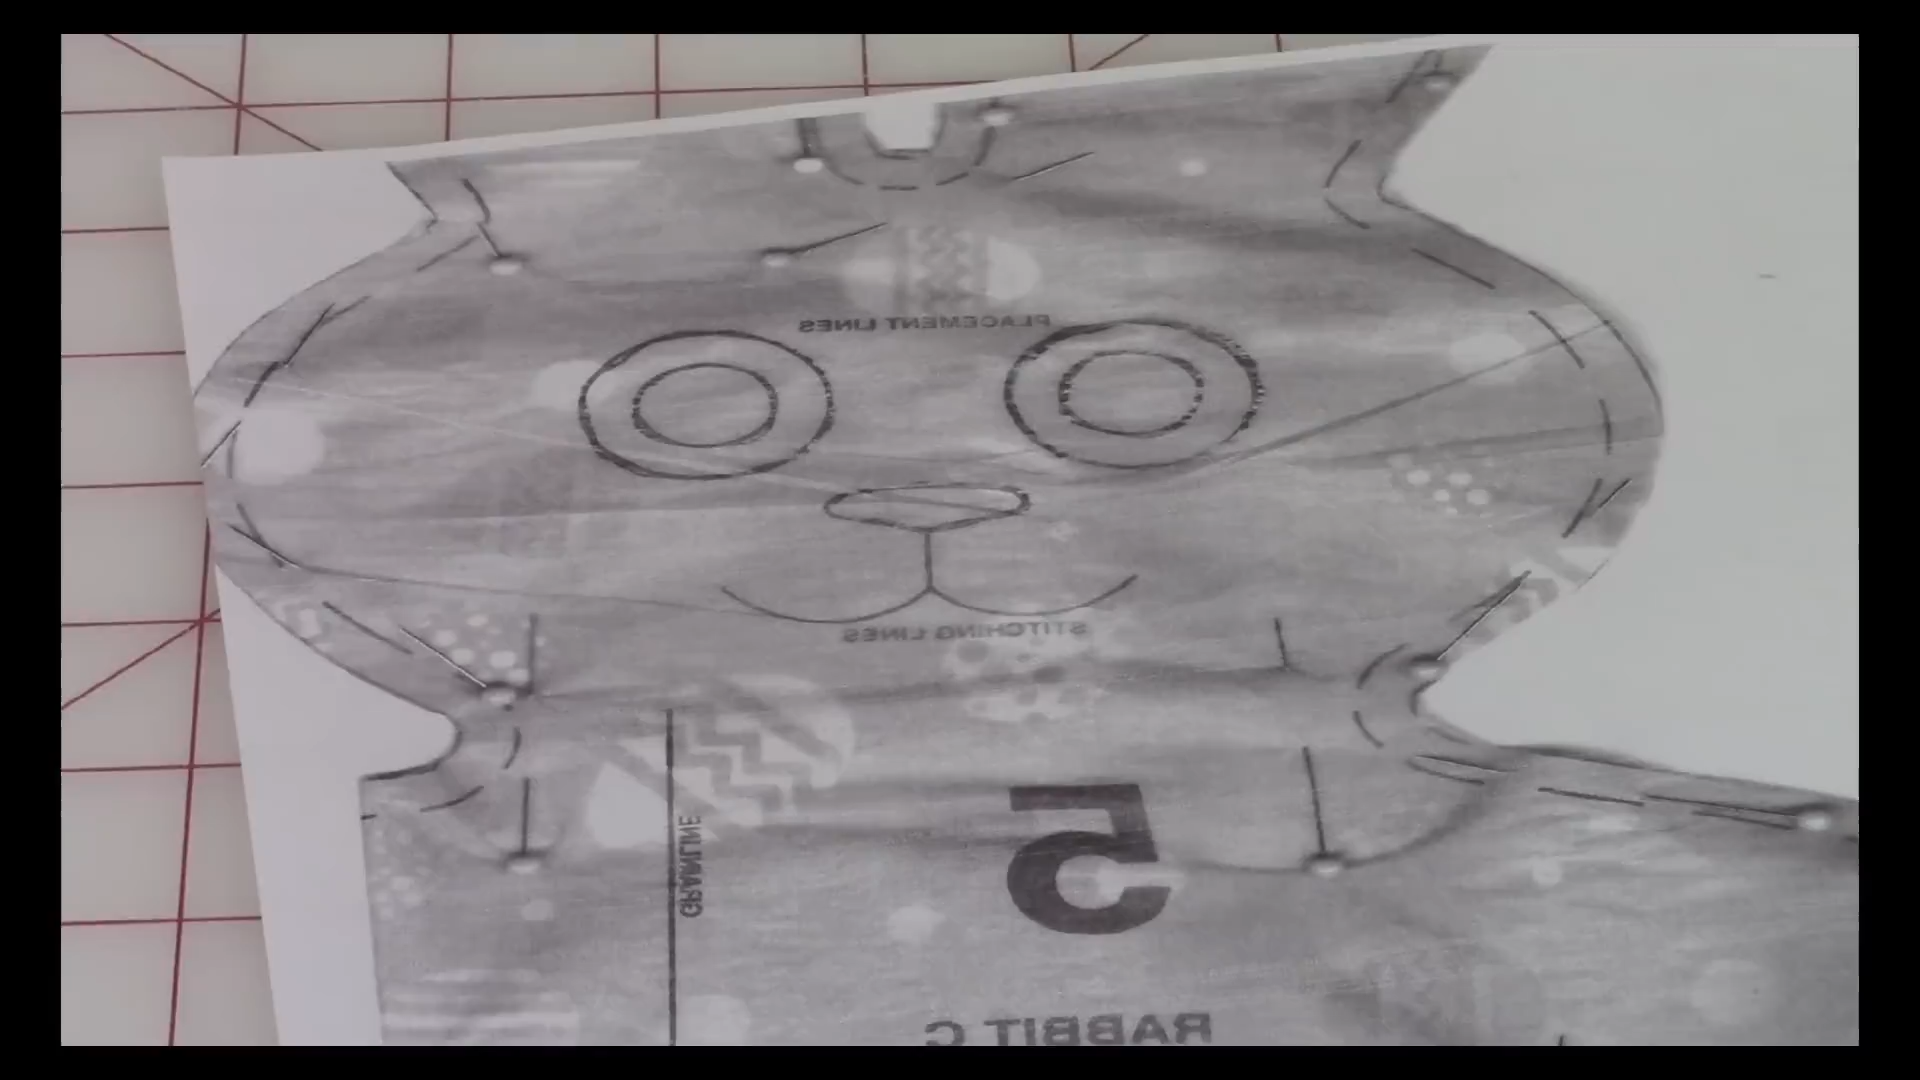 PLACEMENT LINES
STITCHING LINES
GRAINLINE
5
RABBIT C